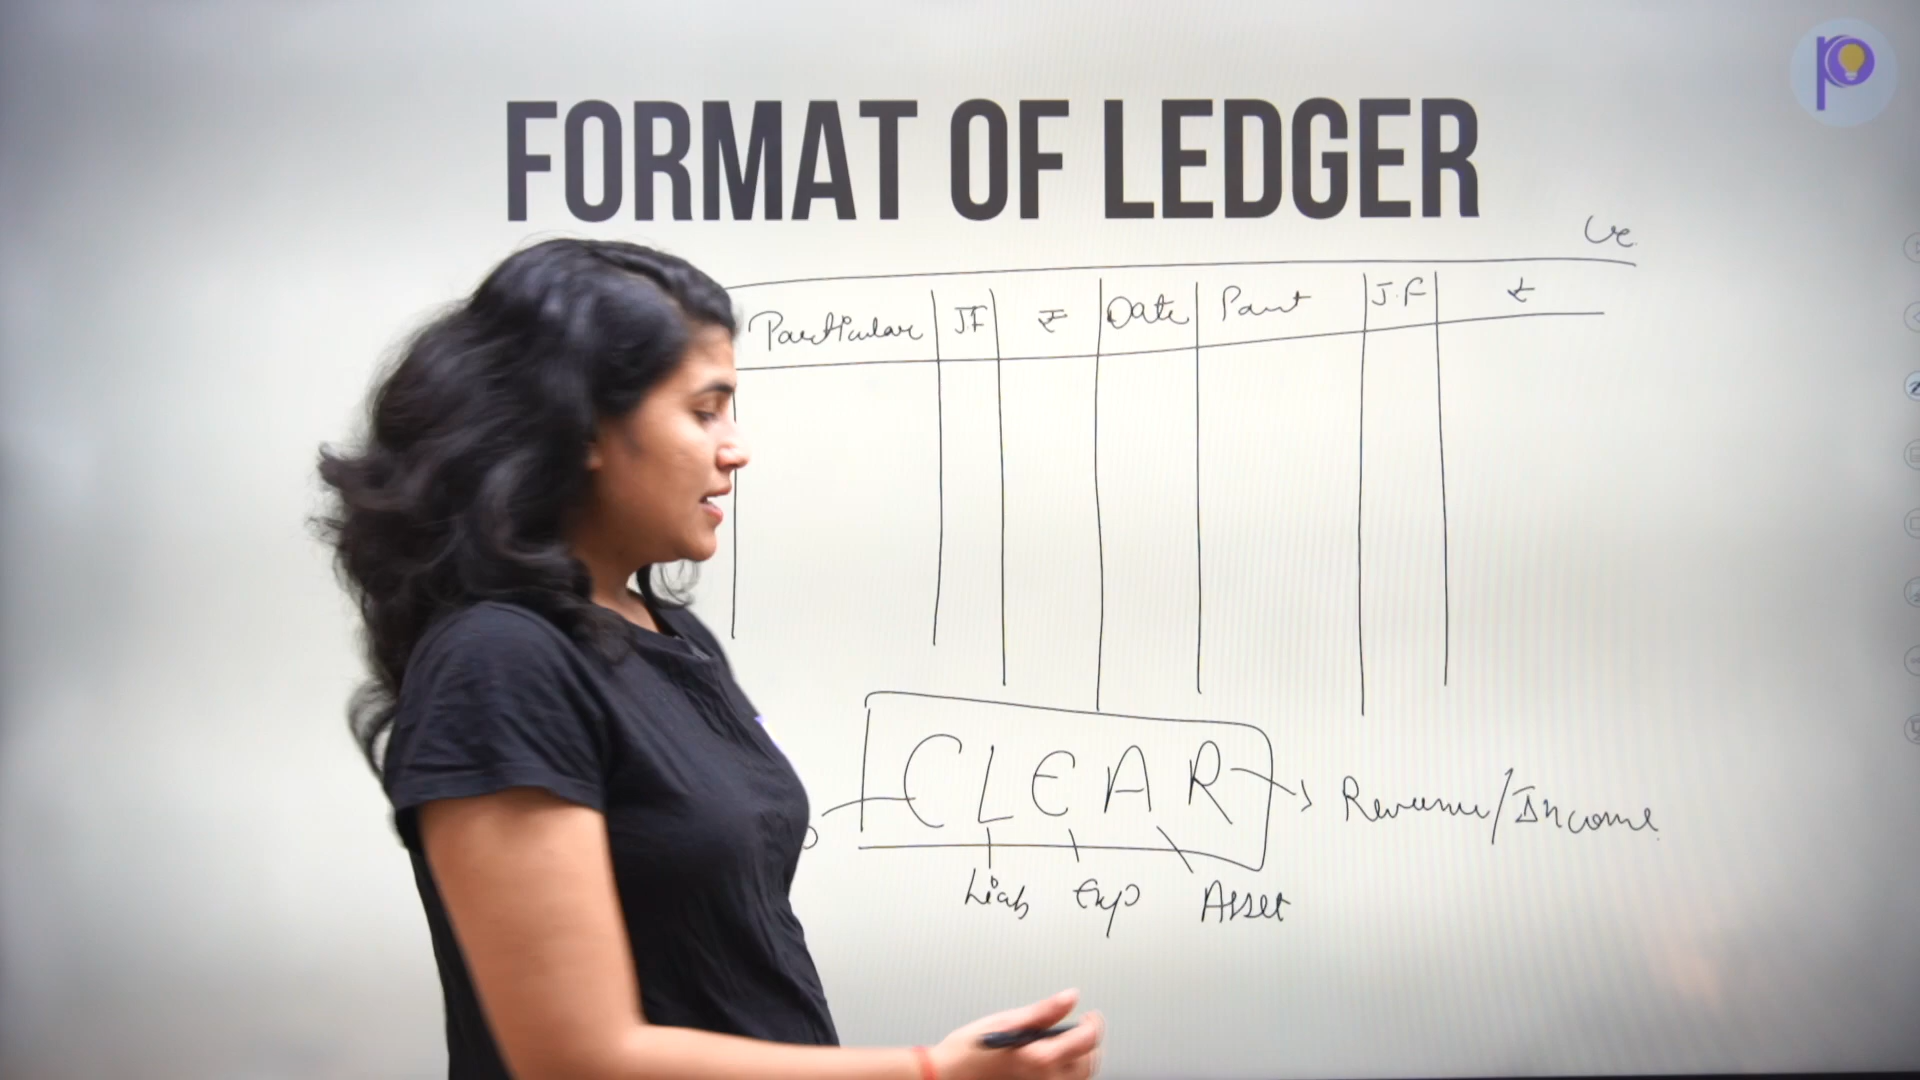 FORMAT OF LEDGER
Cr
Particular JF ₹ Date Part J.F ₹
CLEAR
Revenue/Income
Liab Exp Asset